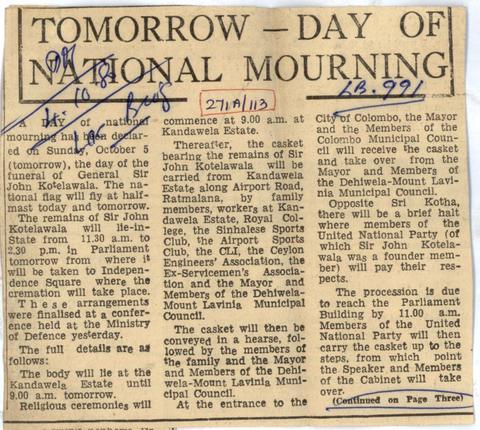 TOMORROW – DAY OF
NATIONAL MOURNING
271A/113
LB. 991
A Day of national
mourning has been declar-
ed on Sunday, October 5
(tomorrow), the day of the
funeral of General Sir
John Kotelawala. The na-
tional flag will fly at half-
mast today and tomorrow.
The remains of Sir John
Kotelawala will lie-in-
State from 11.30 a.m. to
2.30 p.m. in Parliament
tomorrow from where it
will be taken to Indepen-
dence Square where the
cremation will take place.
These arrangements
were finalised at a confe-
rence held at the Ministry
of Defence yesterday.
The full details are as
follows:
The body will lie at the
Kandawela Estate until
9.00 a.m. tomorrow.
Religious ceremonies will
commence at 9.00 a.m. at
Kandawela Estate.
Thereafter, the casket
bearing the remains of Sir
John Kotelawala will be
carried from Kandawela
Estate along Airport Road,
Ratmalana, by family
members, workers at Kan-
dawela Estate, Royal Col-
lege, the Sinhalese Sports
Club, the Airport Sports
Club, the CLI, the Ceylon
Engineers' Association, the
Ex-Servicemen's Associa-
tion and the Mayor and
Members of the Dehiwela-
Mount Lavinia Municipal
Council.
The casket will then be
conveyed in a hearse, fol-
lowed by the members of
the family and the Mayor
and Members of the Dehi-
wela-Mount Lavinia Muni-
cipal Council.
At the entrance to the
City of Colombo, the Mayor
and the Members of the
Colombo Municipal Coun-
cil will receive the casket
and take over from the
Mayor and Members of
the Dehiwela-Mount Lavi-
nia Municipal Council.
Opposite Sri Kotha,
there will be a brief halt
where members of the
United National Party (of
which Sir John Kotela-
wala was a founder mem-
ber) will pay their res-
pects.
The procession is due
to reach the Parliament
Building by 11.00 a.m.
Members of the United
National Party will then
carry the casket up to the
steps, from which point
the Speaker and Members
of the Cabinet will take
over.
(Continued on Page Three)